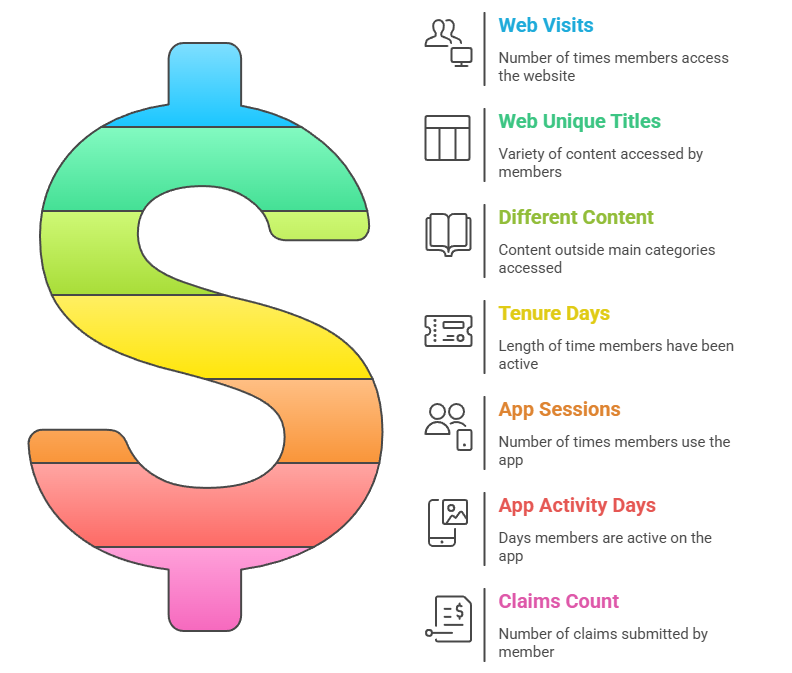 Web Visits
Number of times members access
the website
Web Unique Titles
Variety of content accessed by
members
Different Content
Content outside main categories
accessed
Tenure Days
Length of time members have been
active
App Sessions
Number of times members use the
app
App Activity Days
Days members are active on the
app
Claims Count
Number of claims submitted by
member